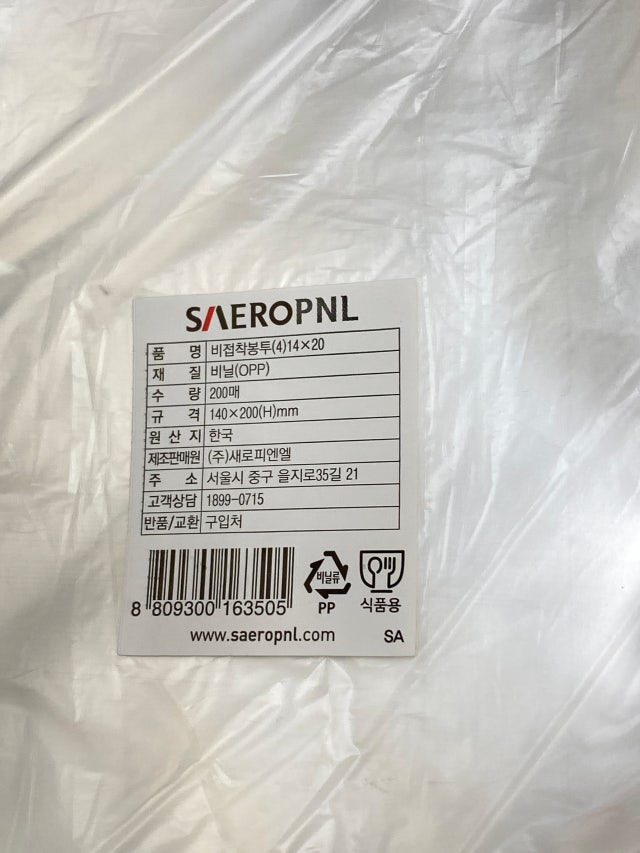 SAEROPNL
품 명 비접착봉투(4)14×20
재 질 비닐(OPP)
수 량 200매
규 격 140×200(H)mm
원 산 지 한국
제조판매원 (주)새로피엔엘
주 소 서울시 중구 을지로35길 21
고객상담 1899-0715
반품/교환 구입처
비닐류
8 809300 163505
PP 식품용
www.saeropnl.com SA